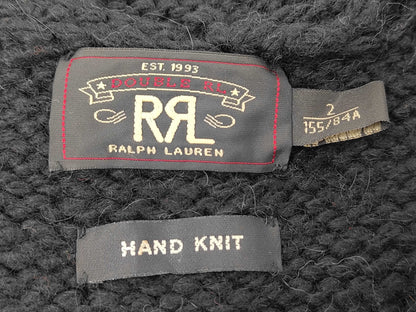 EST. 1993
DOUBLE RL
RRL
RALPH LAUREN
2
155/84A
HAND KNIT